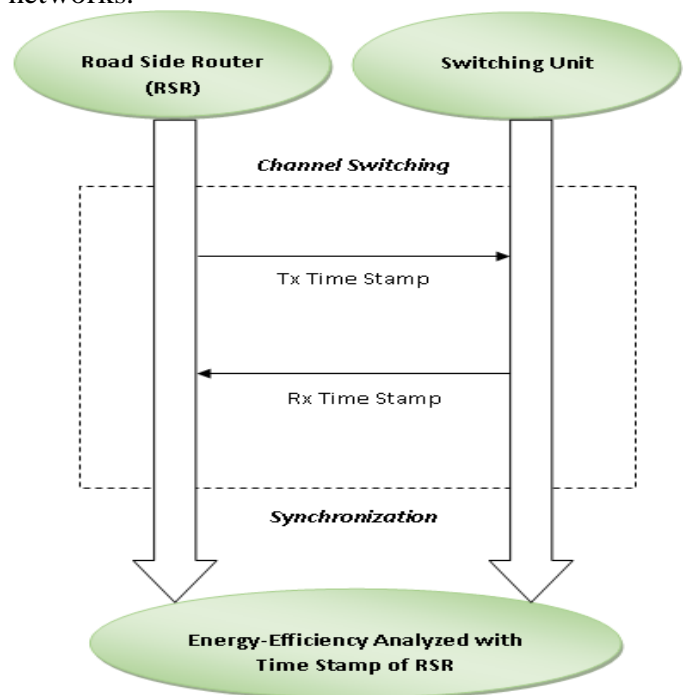 networks.
Road Side Router
(RSR)
Switching Unit
Channel Switching
Tx Time Stamp
Rx Time Stamp
Synchronization
Energy-Efficiency Analyzed with
Time Stamp of RSR